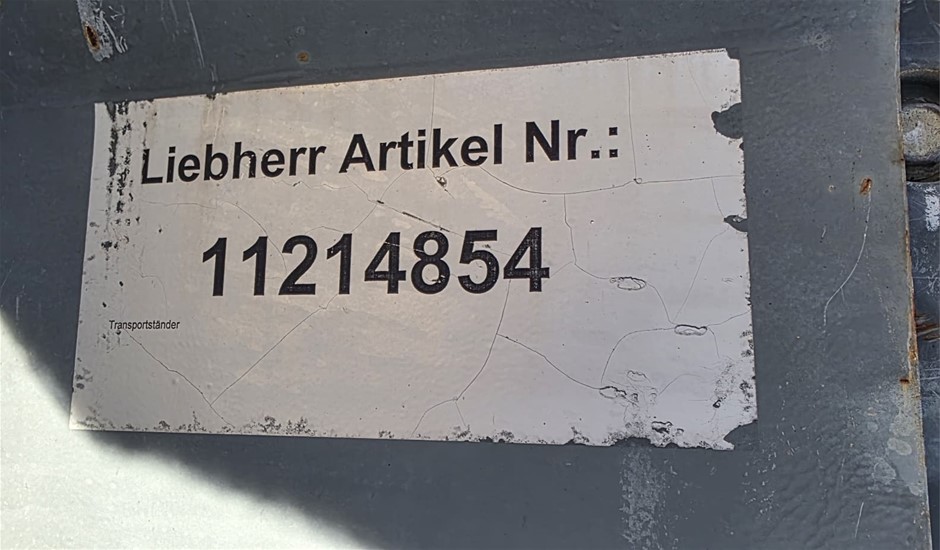 Liebherr Artikel Nr.:
11214854
Transportständer